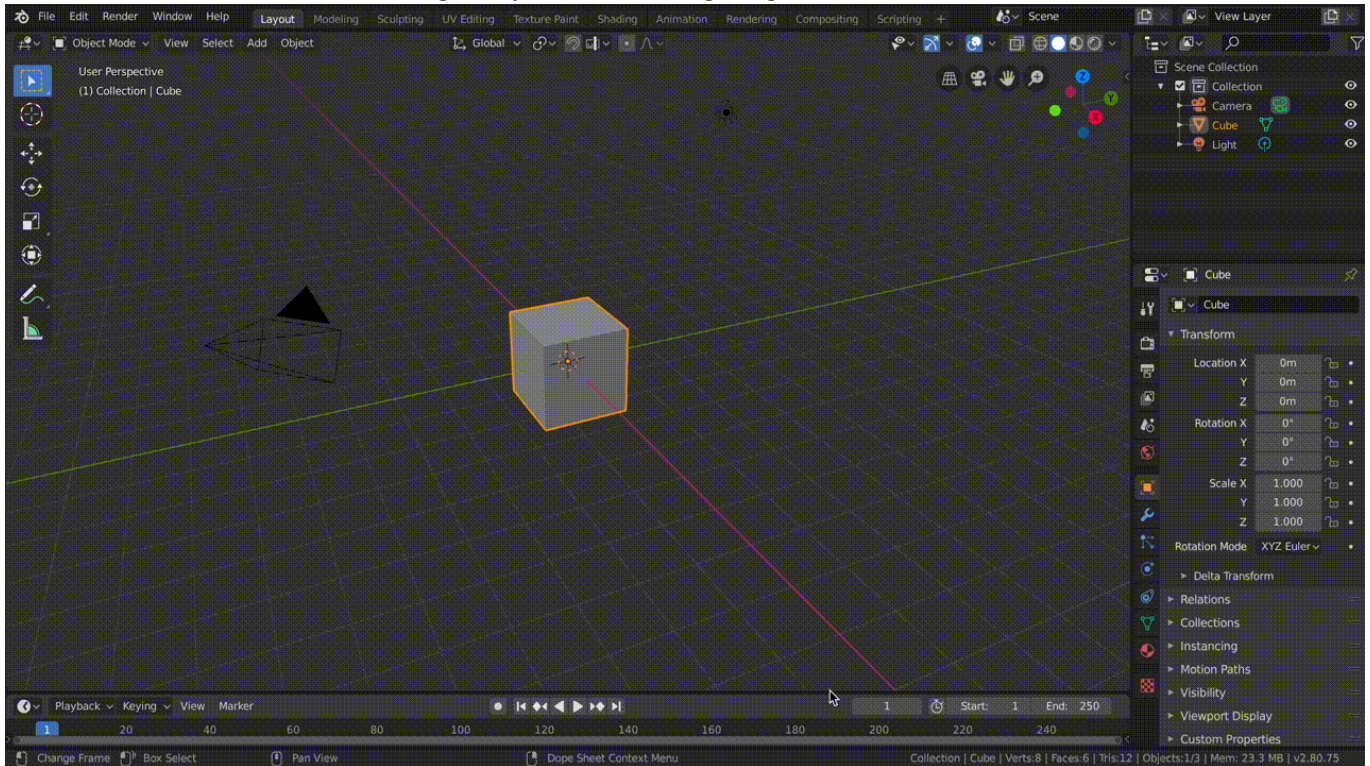 File Edit Render Window Help Layout Modeling Sculpting UV Editing Texture Paint Shading Animation Rendering Compositing Scripting + Scene View Layer
Object Mode View Select Add Object Global
User Perspective
(1) Collection | Cube
Z
Y
X
Scene Collection
Collection
Camera
Cube
Light
Cube
Cube
Transform
Location X 0m
Y 0m
Z 0m
Rotation X 0°
Y 0°
Z 0°
Scale X 1.000
Y 1.000
Z 1.000
Rotation Mode XYZ Euler
Delta Transform
Relations
Collections
Instancing
Motion Paths
Visibility
Viewport Display
Custom Properties
Playback Keying View Marker 1 Start: 1 End: 250
1 20 40 60 80 100 120 140 160 180 200 220 240
Change Frame Box Select Pan View Dope Sheet Context Menu Collection | Cube | Verts:8 | Faces:6 | Tris:12 | Objects:1/3 | Mem: 23.3 MB | v2.80.75